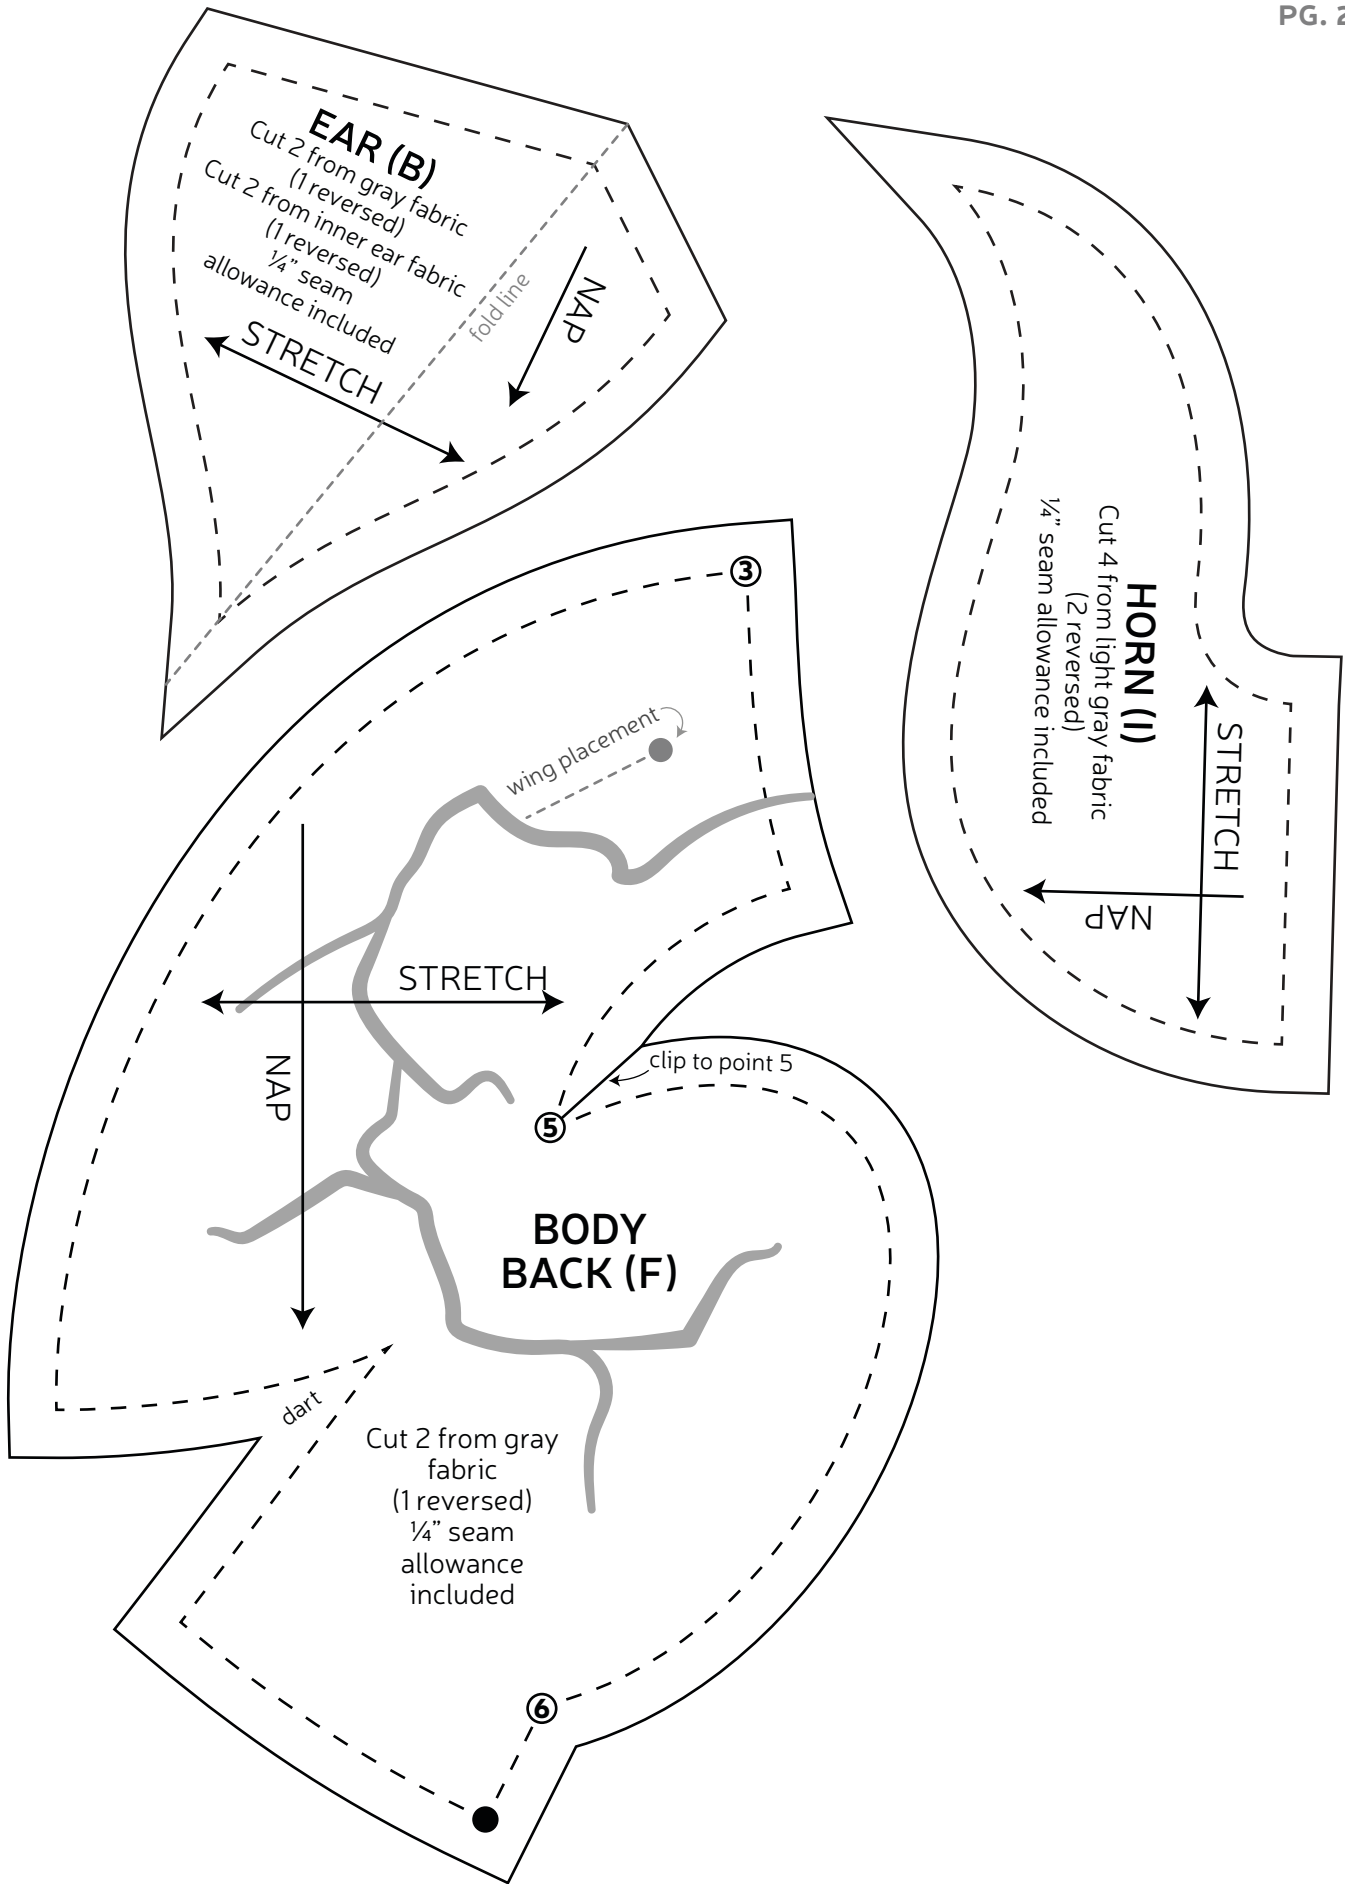 PG. 2
EAR (B)
Cut 2 from gray fabric
(1 reversed)
Cut 2 from inner ear fabric
(1 reversed)
¼” seam
allowance included
STRETCH
fold line
NAP
HORN (I)
Cut 4 from light gray fabric
(2 reversed)
¼” seam allowance included
STRETCH
NAP
3
wing placement
STRETCH
NAP
clip to point 5
5
BODY
BACK (F)
dart
Cut 2 from gray
fabric
(1 reversed)
¼” seam
allowance
included
6